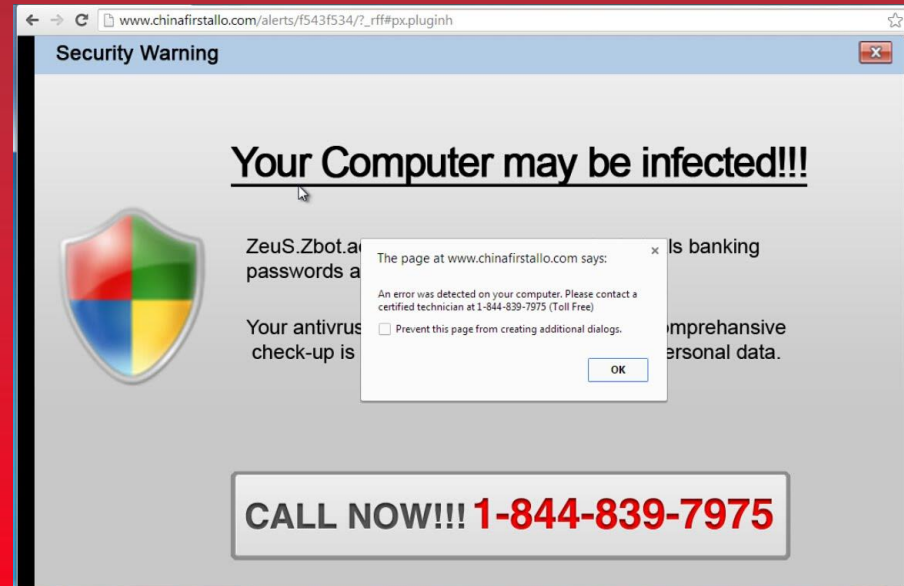 www.chinafirstallo.com/alerts/f543f534/?_rff#px.pluginh
Security Warning
Your Computer may be infected!!!
ZeuS.Zbot.a
ls banking
passwords a
The page at www.chinafirstallo.com says:
An error was detected on your computer. Please contact a
certified technician at 1-844-839-7975 (Toll Free)
Prevent this page from creating additional dialogs.
OK
Your antivrus
omprehansive
check-up is
ersonal data.
CALL NOW!!! 1-844-839-7975